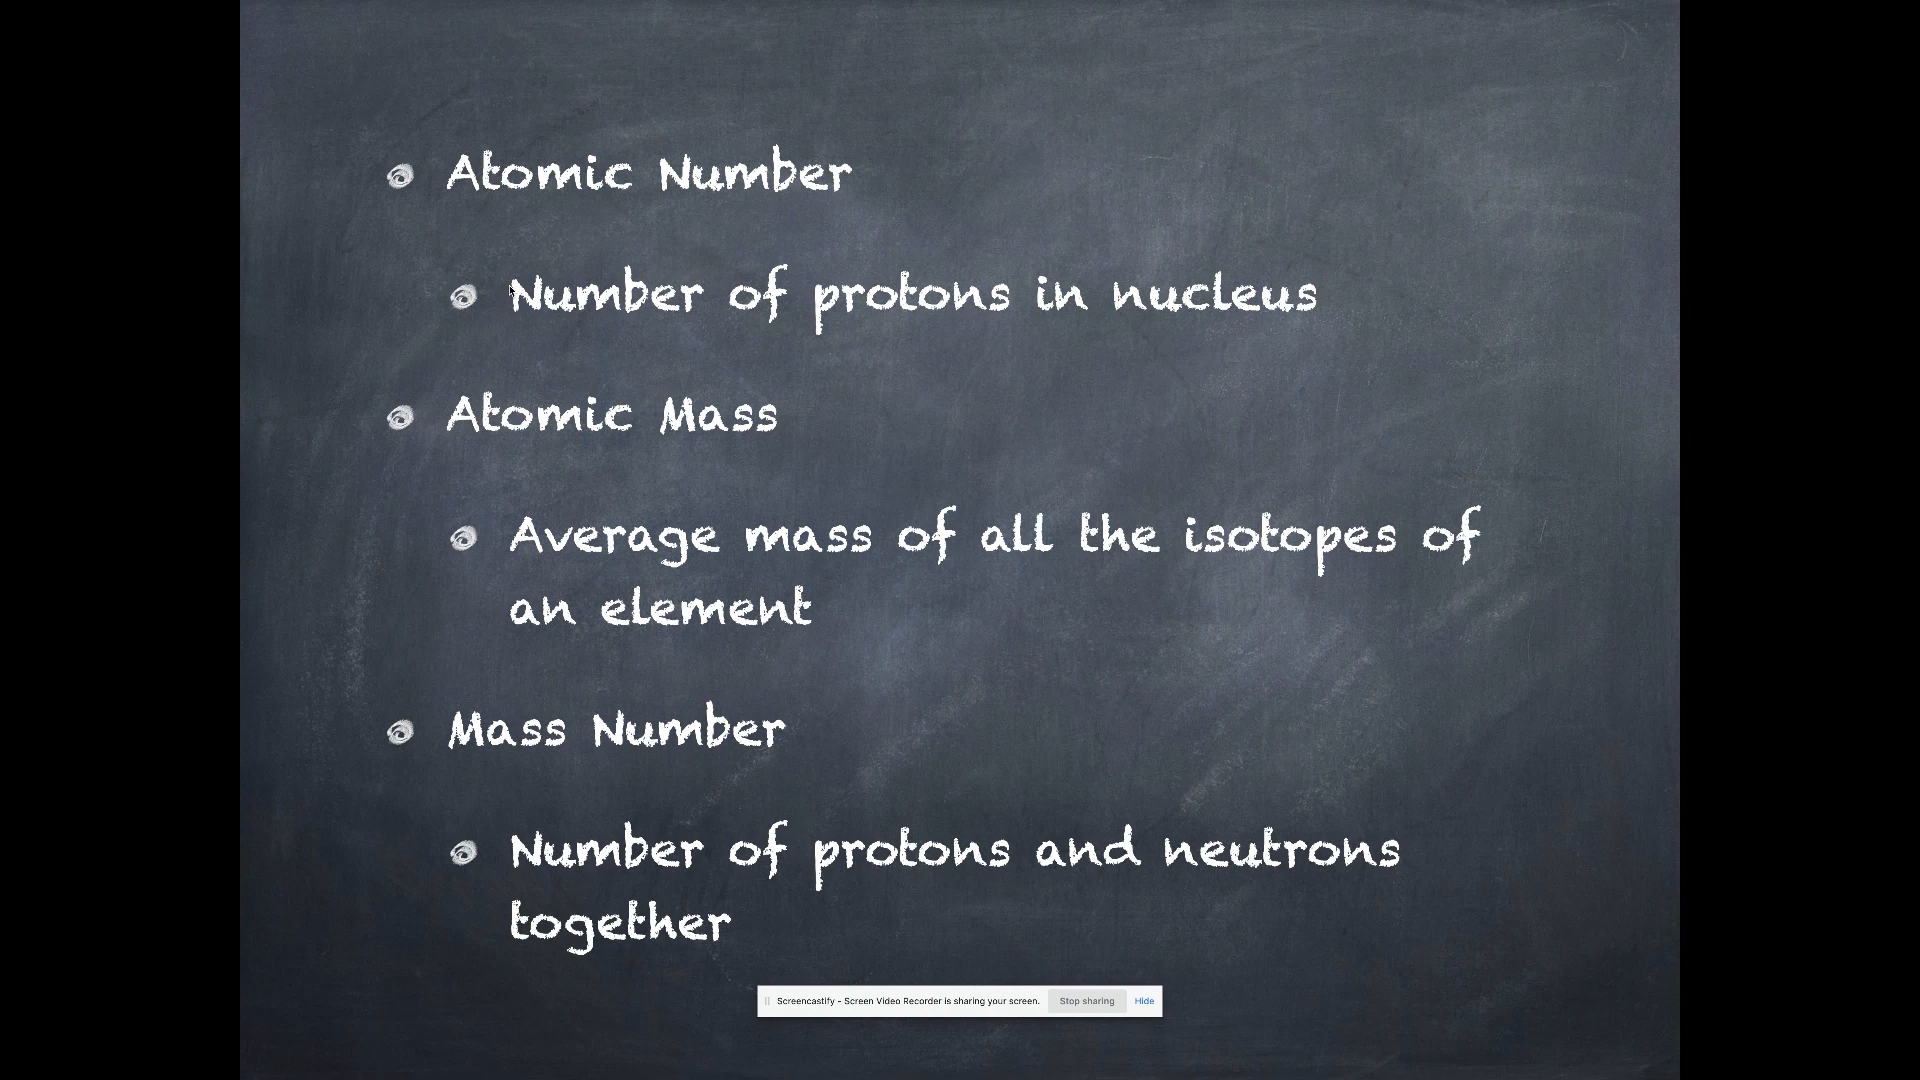 Atomic Number
Number of protons in nucleus
Atomic Mass
Average mass of all the isotopes of
an element
Mass Number
Number of protons and neutrons
together
Screencastify - Screen Video Recorder is sharing your screen. Stop sharing Hide